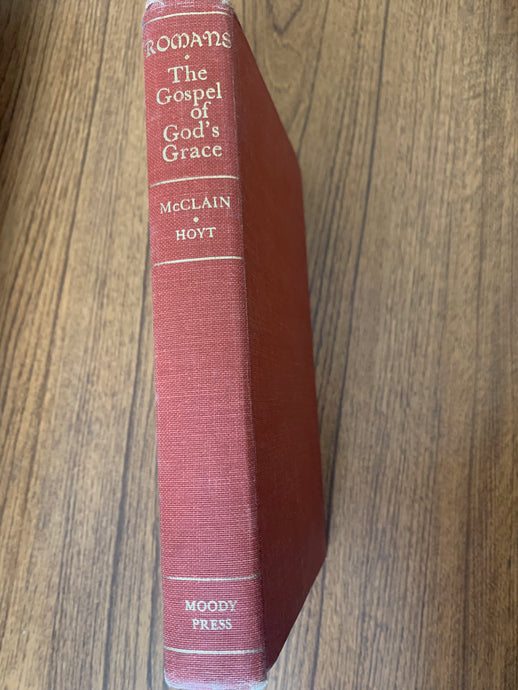 ROMANS
The
Gospel
of
God's
Grace
McCLAIN
HOYT
MOODY
PRESS